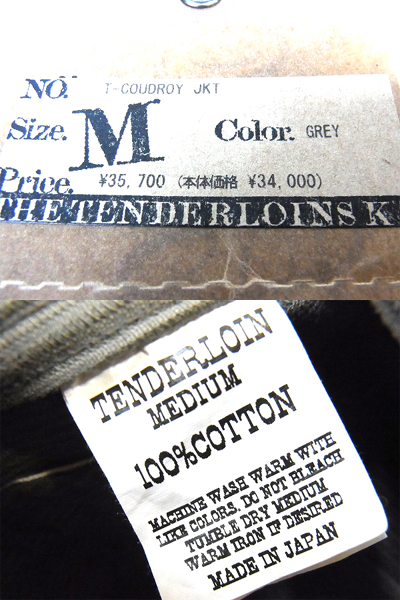 NO. T-COUDROY JKT
Size. M Color. GREY
Price. ¥35,700 (本体価格 ¥34,000)
THE TENDERLOINS K
TENDERLOIN
MEDIUM
100% COTTON
MACHINE WASH WARM WITH
LIKE COLORS. DO NOT BLEACH
TUMBLE DRY MEDIUM
WARM IRON IF DESIRED
MADE IN JAPAN